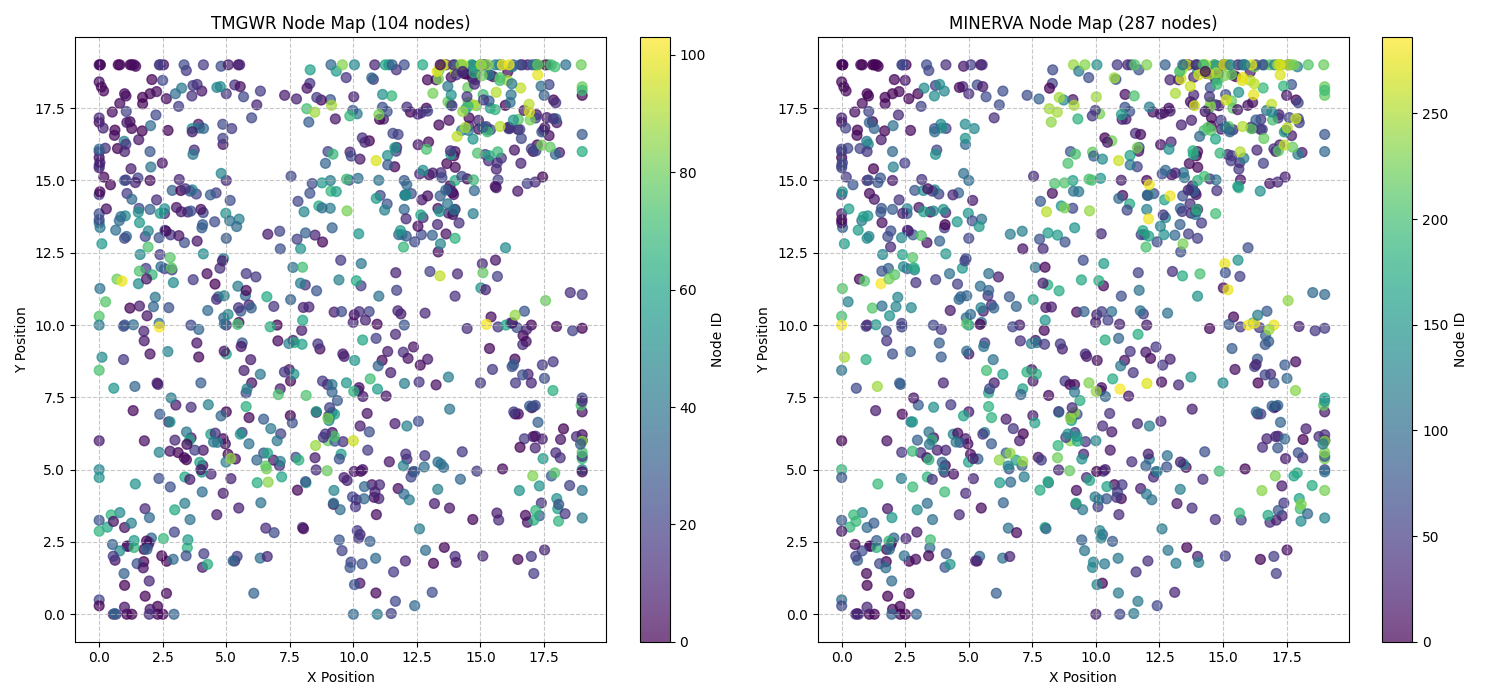 TMGWR Node Map (104 nodes)
Y Position
17.5
15.0
12.5
10.0
7.5
5.0
2.5
0.0
0.0 2.5 5.0 7.5 10.0 12.5 15.0 17.5
X Position
100
80
60
40
20
0
Node ID
MINERVA Node Map (287 nodes)
Y Position
17.5
15.0
12.5
10.0
7.5
5.0
2.5
0.0
0.0 2.5 5.0 7.5 10.0 12.5 15.0 17.5
X Position
250
200
150
100
50
0
Node ID